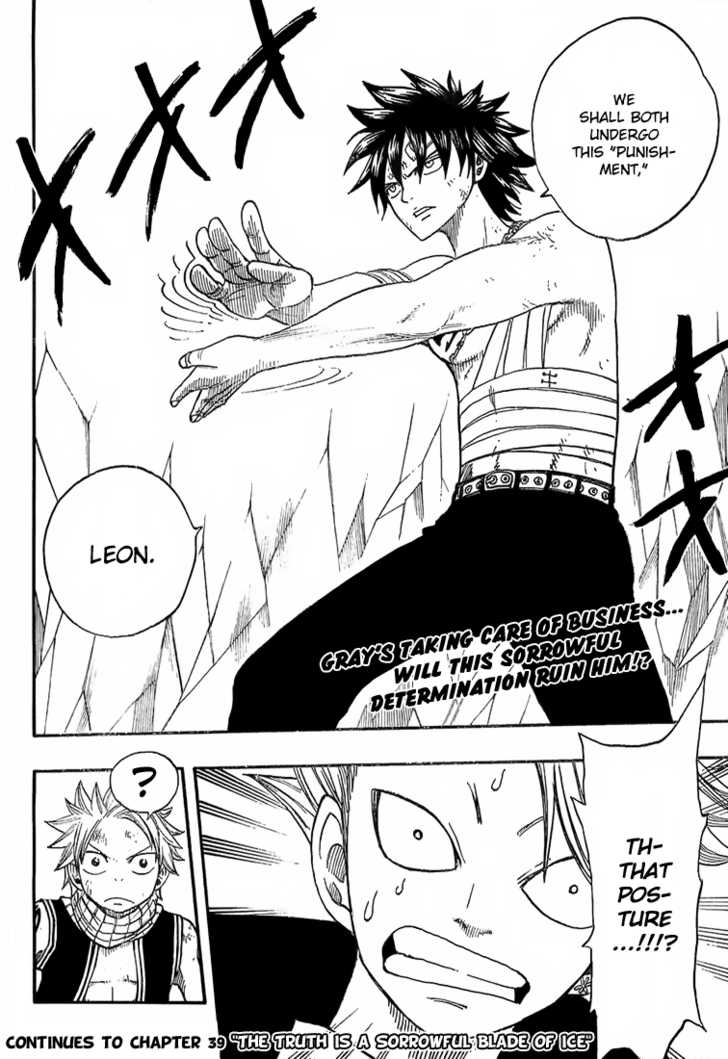 WE
SHALL BOTH
UNDERGO
THIS "PUNISH-
MENT,"
LEON.
GRAY'S TAKING CARE OF BUSINESS...
WILL THIS SORROWFUL
DETERMINATION RUIN HIM!?
?
TH-
THAT
POS-
TURE
...!!!?
CONTINUES TO CHAPTER 39 "THE TRUTH IS A SORROWFUL BLADE OF ICE"